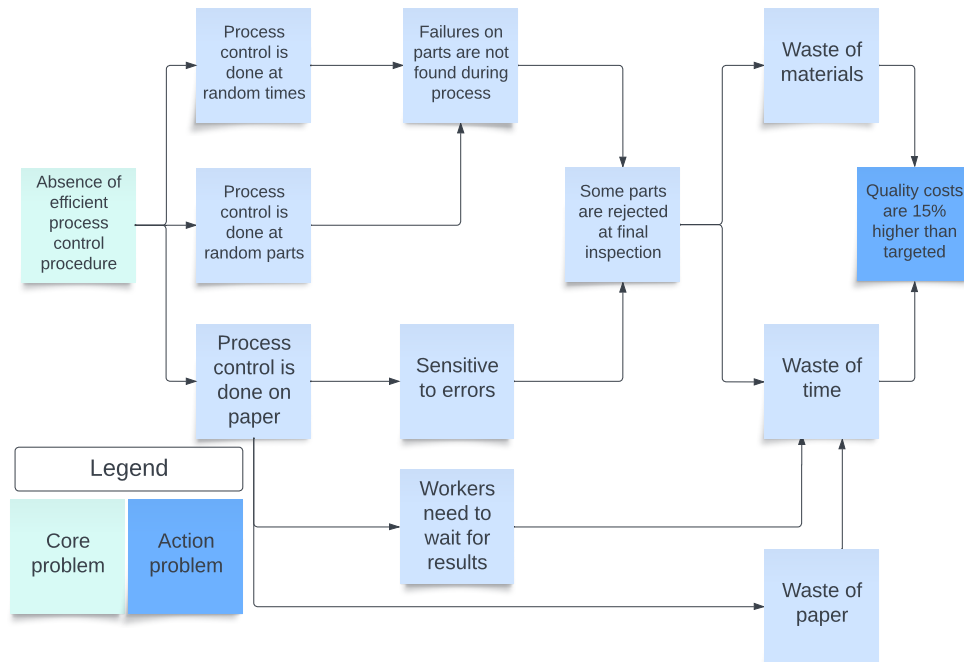 Process
control is
done at
random times
Failures on
parts are not
found during
process
Waste of
materials
Absence of
efficient
process
control
procedure
Process
control is
done at
random parts
Some parts
are rejected
at final
inspection
Quality costs
are 15%
higher than
targeted
Process
control is
done on
paper
Sensitive
to errors
Waste of
time
Legend
Core
problem
Action
problem
Workers
need to
wait for
results
Waste of
paper